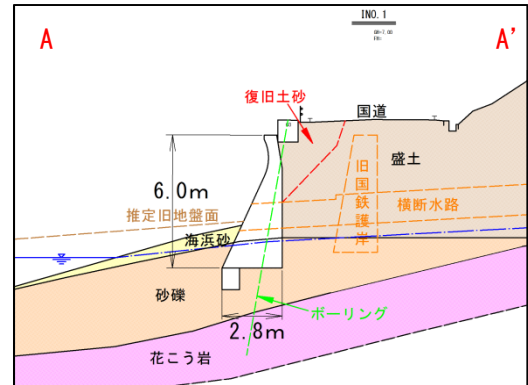 INO.1
A
A'
復旧土砂
国道
盛土
6.0m
旧国鉄護岸
横断水路
推定旧地盤面
海浜砂
砂礫
ボーリング
2.8m
花こう岩